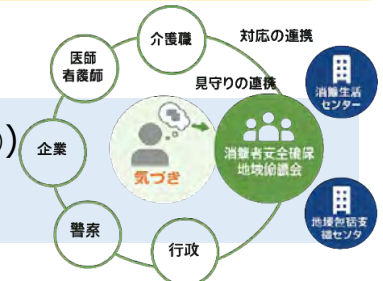 介護職
対応の連携
医師
看護師
見守りの連携
消費生活
センター
)
企業
気づき
消費者安全確保
地域協議会
警察
行政
地域包括支
援センタ